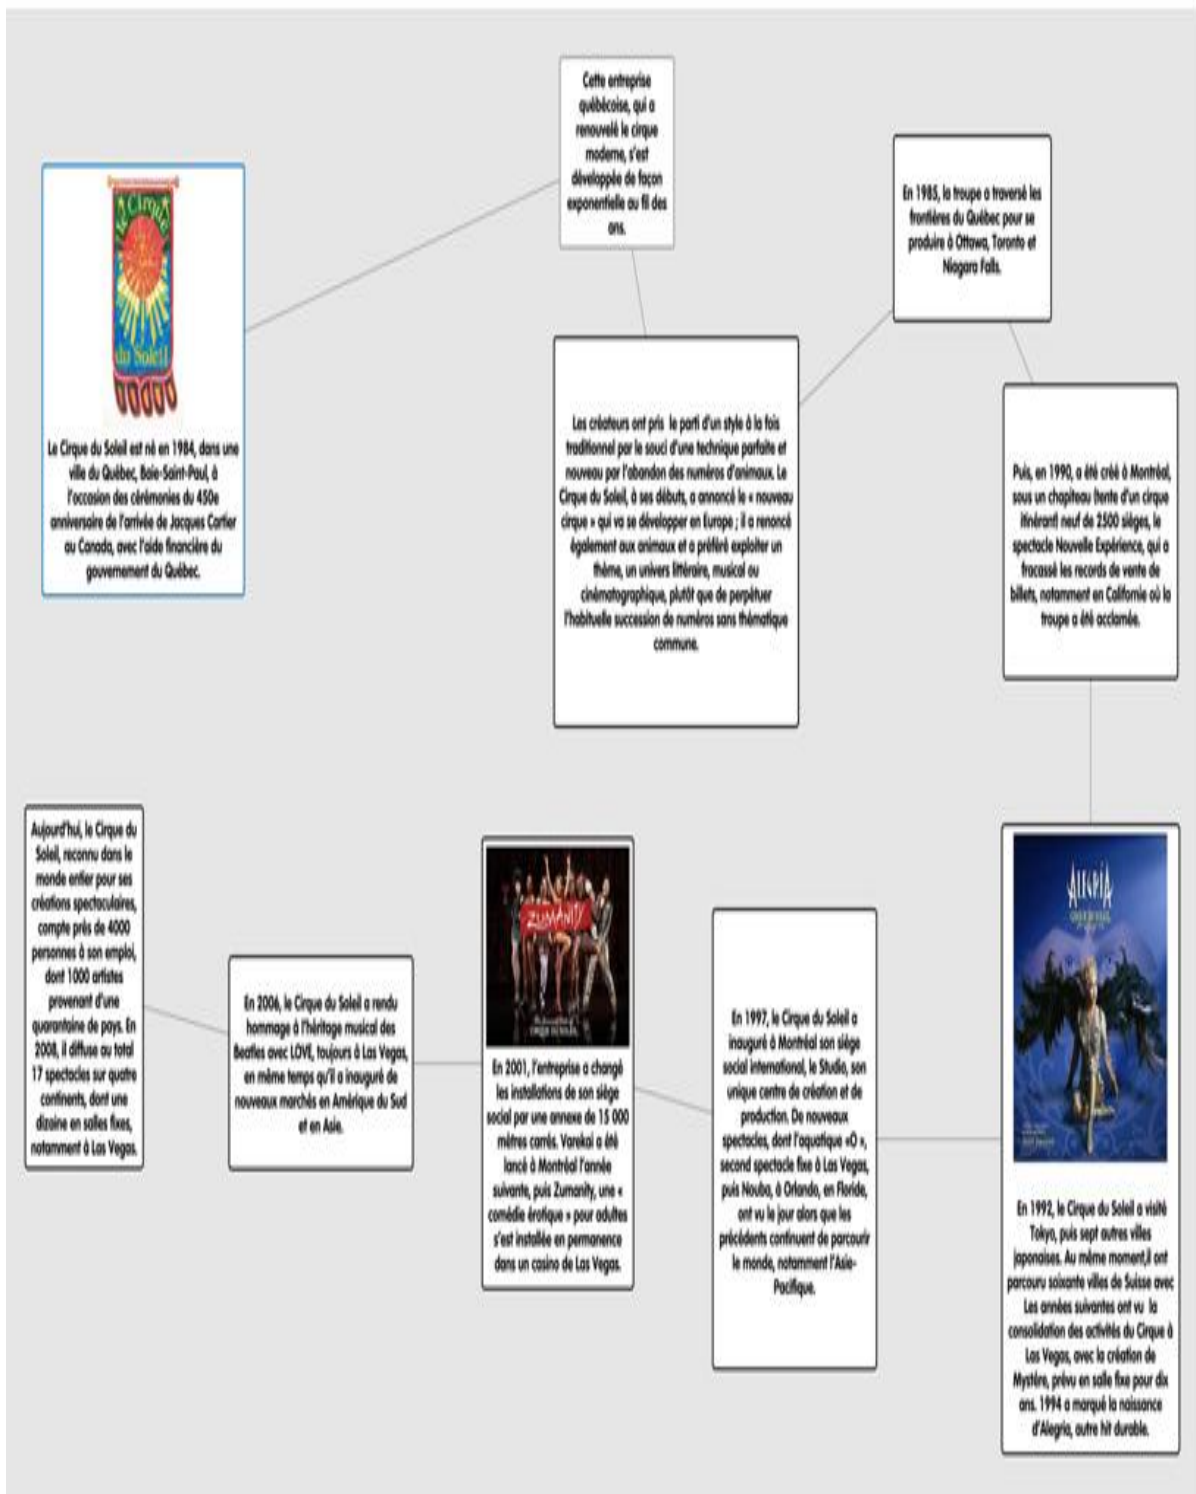 le Cirque
du Soleil
Le Cirque du Soleil est né en 1984, dans une
ville du Québec, Baie-Saint-Paul, à
l'occasion des cérémonies du 450e
anniversaire de l'arrivée de Jacques Cartier
au Canada, avec l'aide financière du
gouvernement du Québec.
Cette entreprise
québécoise, qui a
renouvelé le cirque
moderne, s'est
développée de façon
exponentielle au fil des
ans.
Les créateurs ont pris le parti d'un style à la fois
traditionnel par le souci d'une technique parfaite et
nouveau par l'abandon des numéros d'animaux. Le
Cirque du Soleil, à ses débuts, a annoncé le « nouveau
cirque » qui va se développer en Europe ; il a renoncé
également aux animaux et a préféré exploiter un
thème, un univers littéraire, musical ou
cinématographique, plutôt que de perpétuer
l'habituelle succession de numéros sans thématique
commune.
En 1985, la troupe a traversé les
frontières du Québec pour se
produire à Ottawa, Toronto et
Niagara Falls.
Puis, en 1990, a été créé à Montréal,
sous un chapiteau (tente d'un cirque
itinérant) neuf de 2500 sièges, le
spectacle Nouvelle Expérience, qui a
fracassé les records de vente de
billets, notamment en Californie où la
troupe a été acclamée.
ALEGRÍA
CIRQUE DU SOLEIL
En 1992, le Cirque du Soleil a visité
Tokyo, puis sept autres villes
japonaises. Au même moment,il ont
parcouru soixante villes de Suisse avec
Les années suivantes ont vu la
consolidation des activités du Cirque à
Las Vegas, avec la création de
Mystère, prévu en salle fixe pour dix
ans. 1994 a marqué la naissance
d'Alegria, autre hit durable.
En 1997, le Cirque du Soleil a
inauguré à Montréal son siège
social international, le Studio, son
unique centre de création et de
production. De nouveaux
spectacles, dont l'aquatique «O »,
second spectacle fixe à Las Vegas,
puis Nouba, à Orlando, en Floride,
ont vu le jour alors que les
précédents continuent de parcourir
le monde, notamment l'Asie-
Pacifique.
ZUMANITY
CIRQUE DU SOLEIL
En 2001, l'entreprise a changé
les installations de son siège
social par une annexe de 15 000
mètres carrés. Varekai a été
lancé à Montréal l'année
suivante, puis Zumanity, une «
comédie érotique » pour adultes
s'est installée en permanence
dans un casino de Las Vegas.
En 2006, le Cirque du Soleil a rendu
hommage à l'héritage musical des
Beatles avec LOVE, toujours à Las Vegas,
en même temps qu'il a inauguré de
nouveaux marchés en Amérique du Sud
et en Asie.
Aujourd'hui, le Cirque du
Soleil, reconnu dans le
monde entier pour ses
créations spectaculaires,
compte près de 4000
personnes à son emploi,
dont 1000 artistes
provenant d'une
quarantaine de pays. En
2008, il diffuse au total
17 spectacles sur quatre
continents, dont une
dizaine en salles fixes,
notamment à Las Vegas.